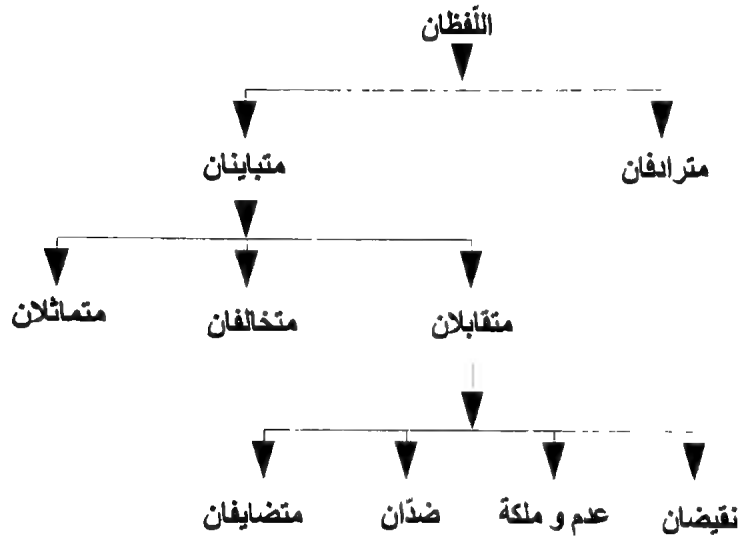 اللّفظان
مترادفان متباينان
متقابلان متخالفان متماثلان
نقيضان عدم و ملكة ضدّان متضايفان